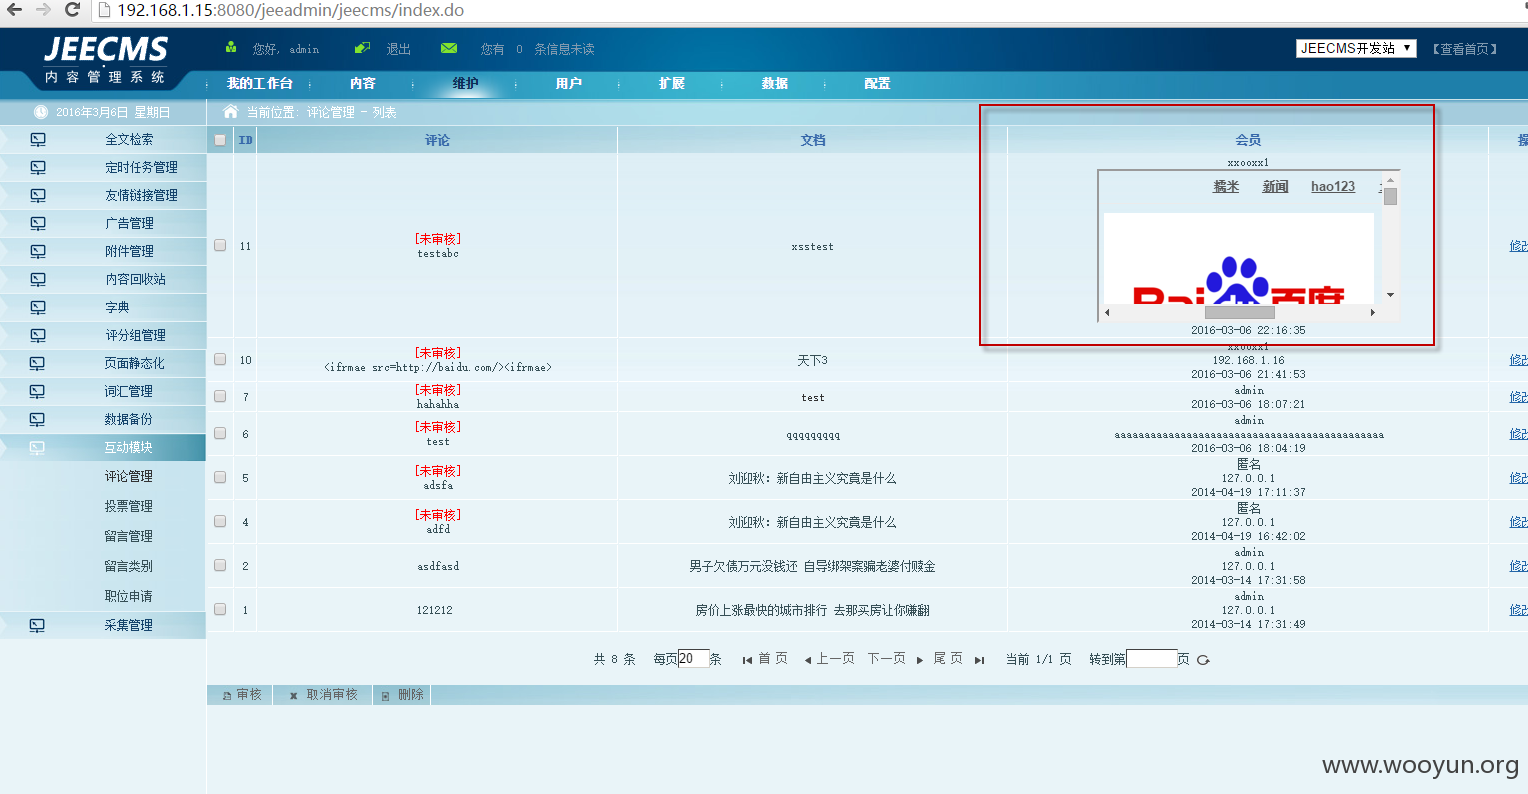 192.168.1.15:8080/jeeadmin/jeecms/index.do
JEECMS
内容管理系统
您好, admin 退出 您有 0 条信息未读
JEECMS开发站 【查看首页】
我的工作台 内容 维护 用户 扩展 数据 配置
2016年3月6日 星期日
当前位置: 评论管理 - 列表
全文检索
定时任务管理
友情链接管理
广告管理
附件管理
内容回收站
字典
评分组管理
页面静态化
词汇管理
数据备份
互动模块
评论管理
投票管理
留言管理
留言类别
职位申请
采集管理
ID 评论 文档 会员
11
[未审核]
testabc
xsstest
xxooxx1
糯米 新闻 hao123
Bai 百度
2016-03-06 22:16:35
修改
10
[未审核]
<ifrmae src=http://baidu.com/><ifrmae>
天下3
xxooxx1
192.168.1.16
2016-03-06 21:41:53
修改
7
[未审核]
hahahha
test
admin
2016-03-06 18:07:21
修改
6
[未审核]
test
qqqqqqqqq
admin
2016-03-06 18:04:19
修改
5
[未审核]
adsfa
刘迎秋：新自由主义究竟是什么
匿名
127.0.0.1
2014-04-19 17:11:37
修改
4
[未审核]
adfd
刘迎秋：新自由主义究竟是什么
匿名
127.0.0.1
2014-04-19 16:42:02
修改
2
asdfasd
男子欠债万元没钱还 自导绑架案骗老婆付赎金
admin
127.0.0.1
2014-03-14 17:31:58
修改
1
121212
房价上涨最快的城市排行 去那买房让你赚翻
admin
127.0.0.1
2014-03-14 17:31:49
修改
共 8 条 每页20条 首 页 上一页 下一页 尾 页 当前 1/1 页 转到第 页
审核 取消审核 删除
www.wooyun.org